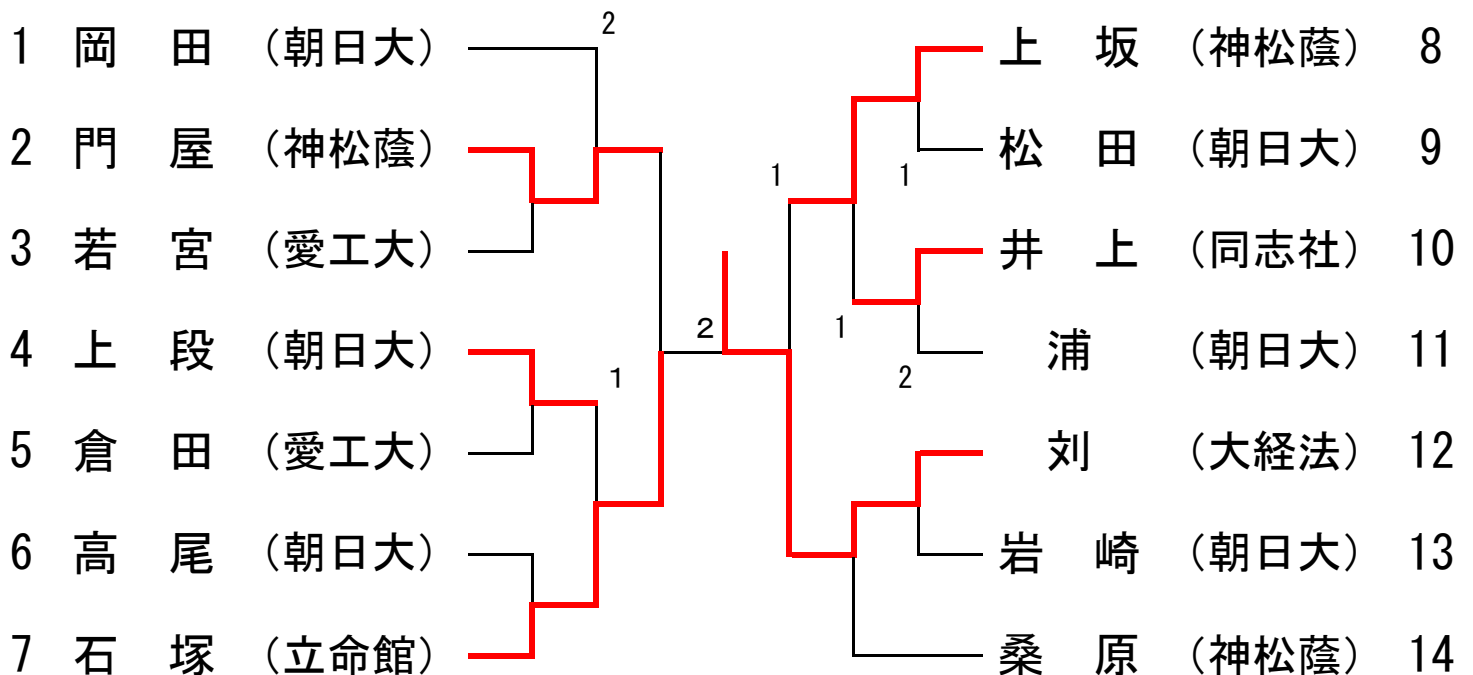 1 岡 田 (朝日大)
2 門 屋 (神松蔭)
3 若 宮 (愛工大)
4 上 段 (朝日大)
5 倉 田 (愛工大)
6 高 尾 (朝日大)
7 石 塚 (立命館)
2
1
2
1
1
1
2
上 坂 (神松蔭) 8
松 田 (朝日大) 9
井 上 (同志社) 10
浦 (朝日大) 11
刘 (大経法) 12
岩 崎 (朝日大) 13
桑 原 (神松蔭) 14